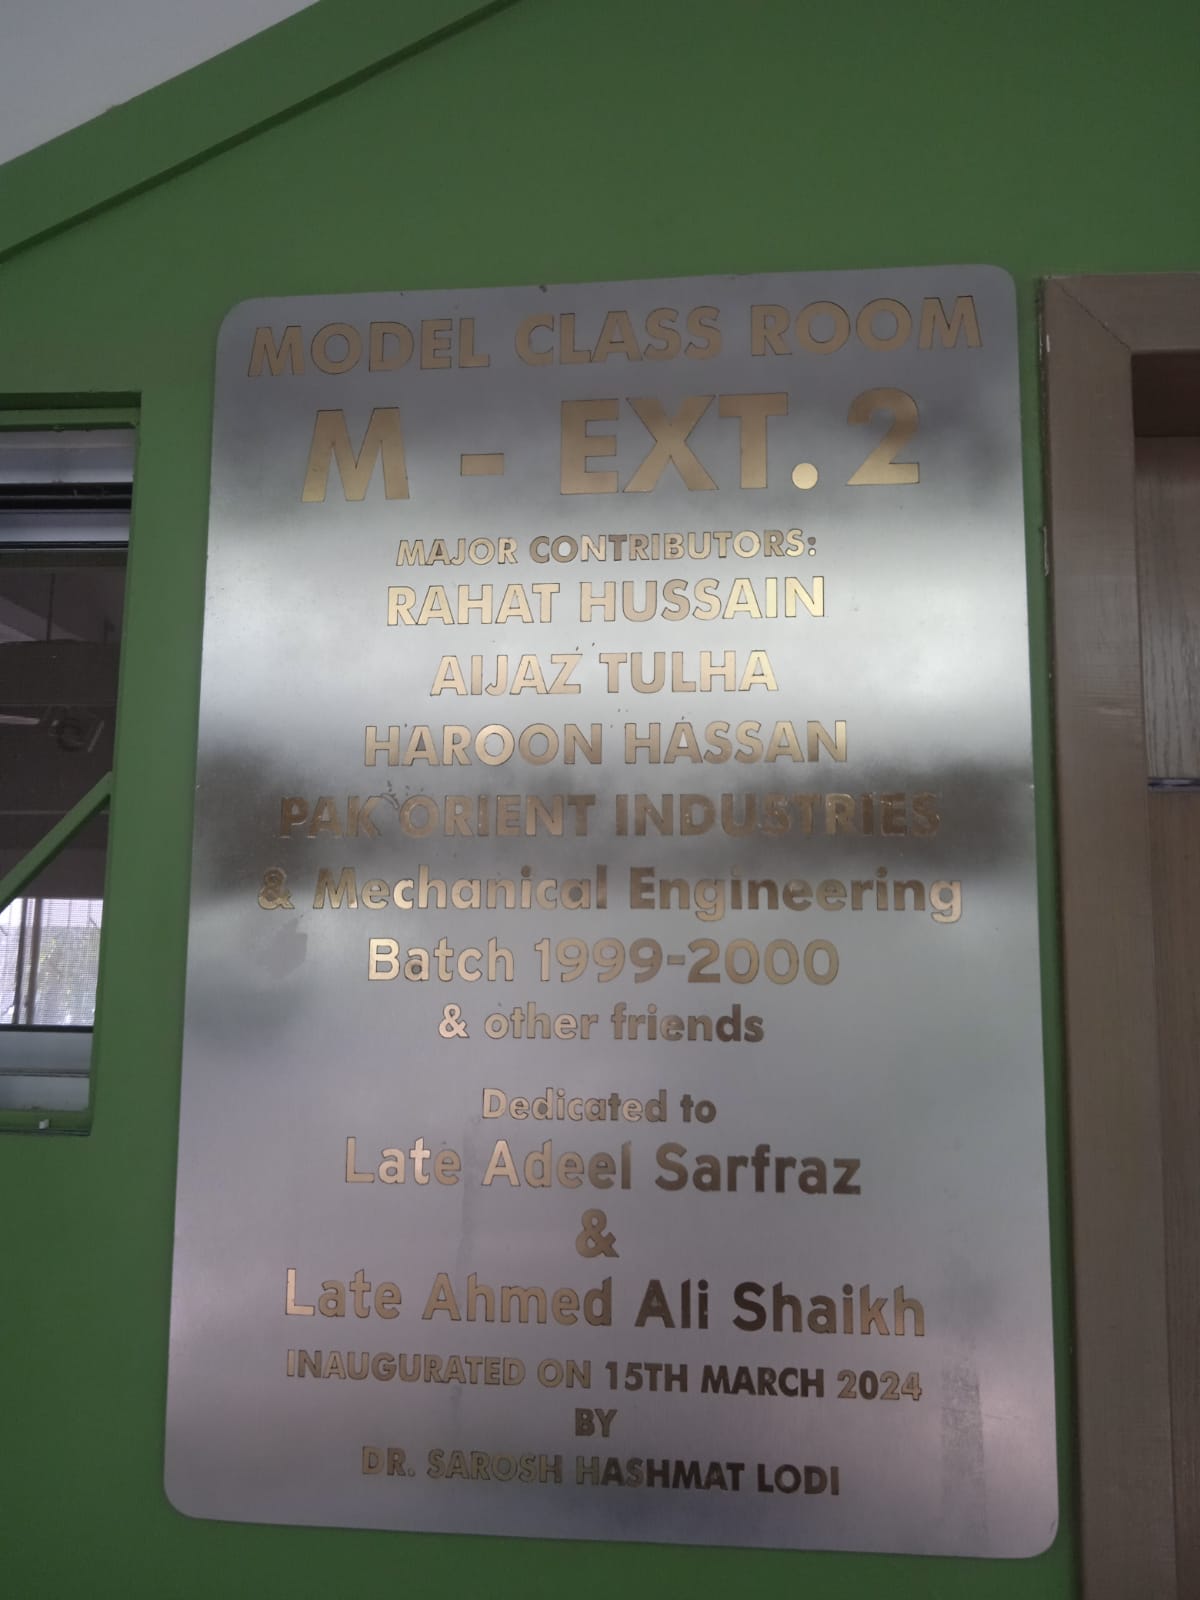 MODEL CLASS ROOM
M - EXT. 2
MAJOR CONTRIBUTORS:
RAHAT HUSSAIN
AIJAZ TULHA
HAROON HASSAN
PAK ORIENT INDUSTRIES
& Mechanical Engineering
Batch 1999-2000
& other friends
Dedicated to
Late Adeel Sarfraz
&
Late Ahmed Ali Shaikh
INAUGURATED ON 15TH MARCH 2024
BY
DR. SAROSH HASHMAT LODI